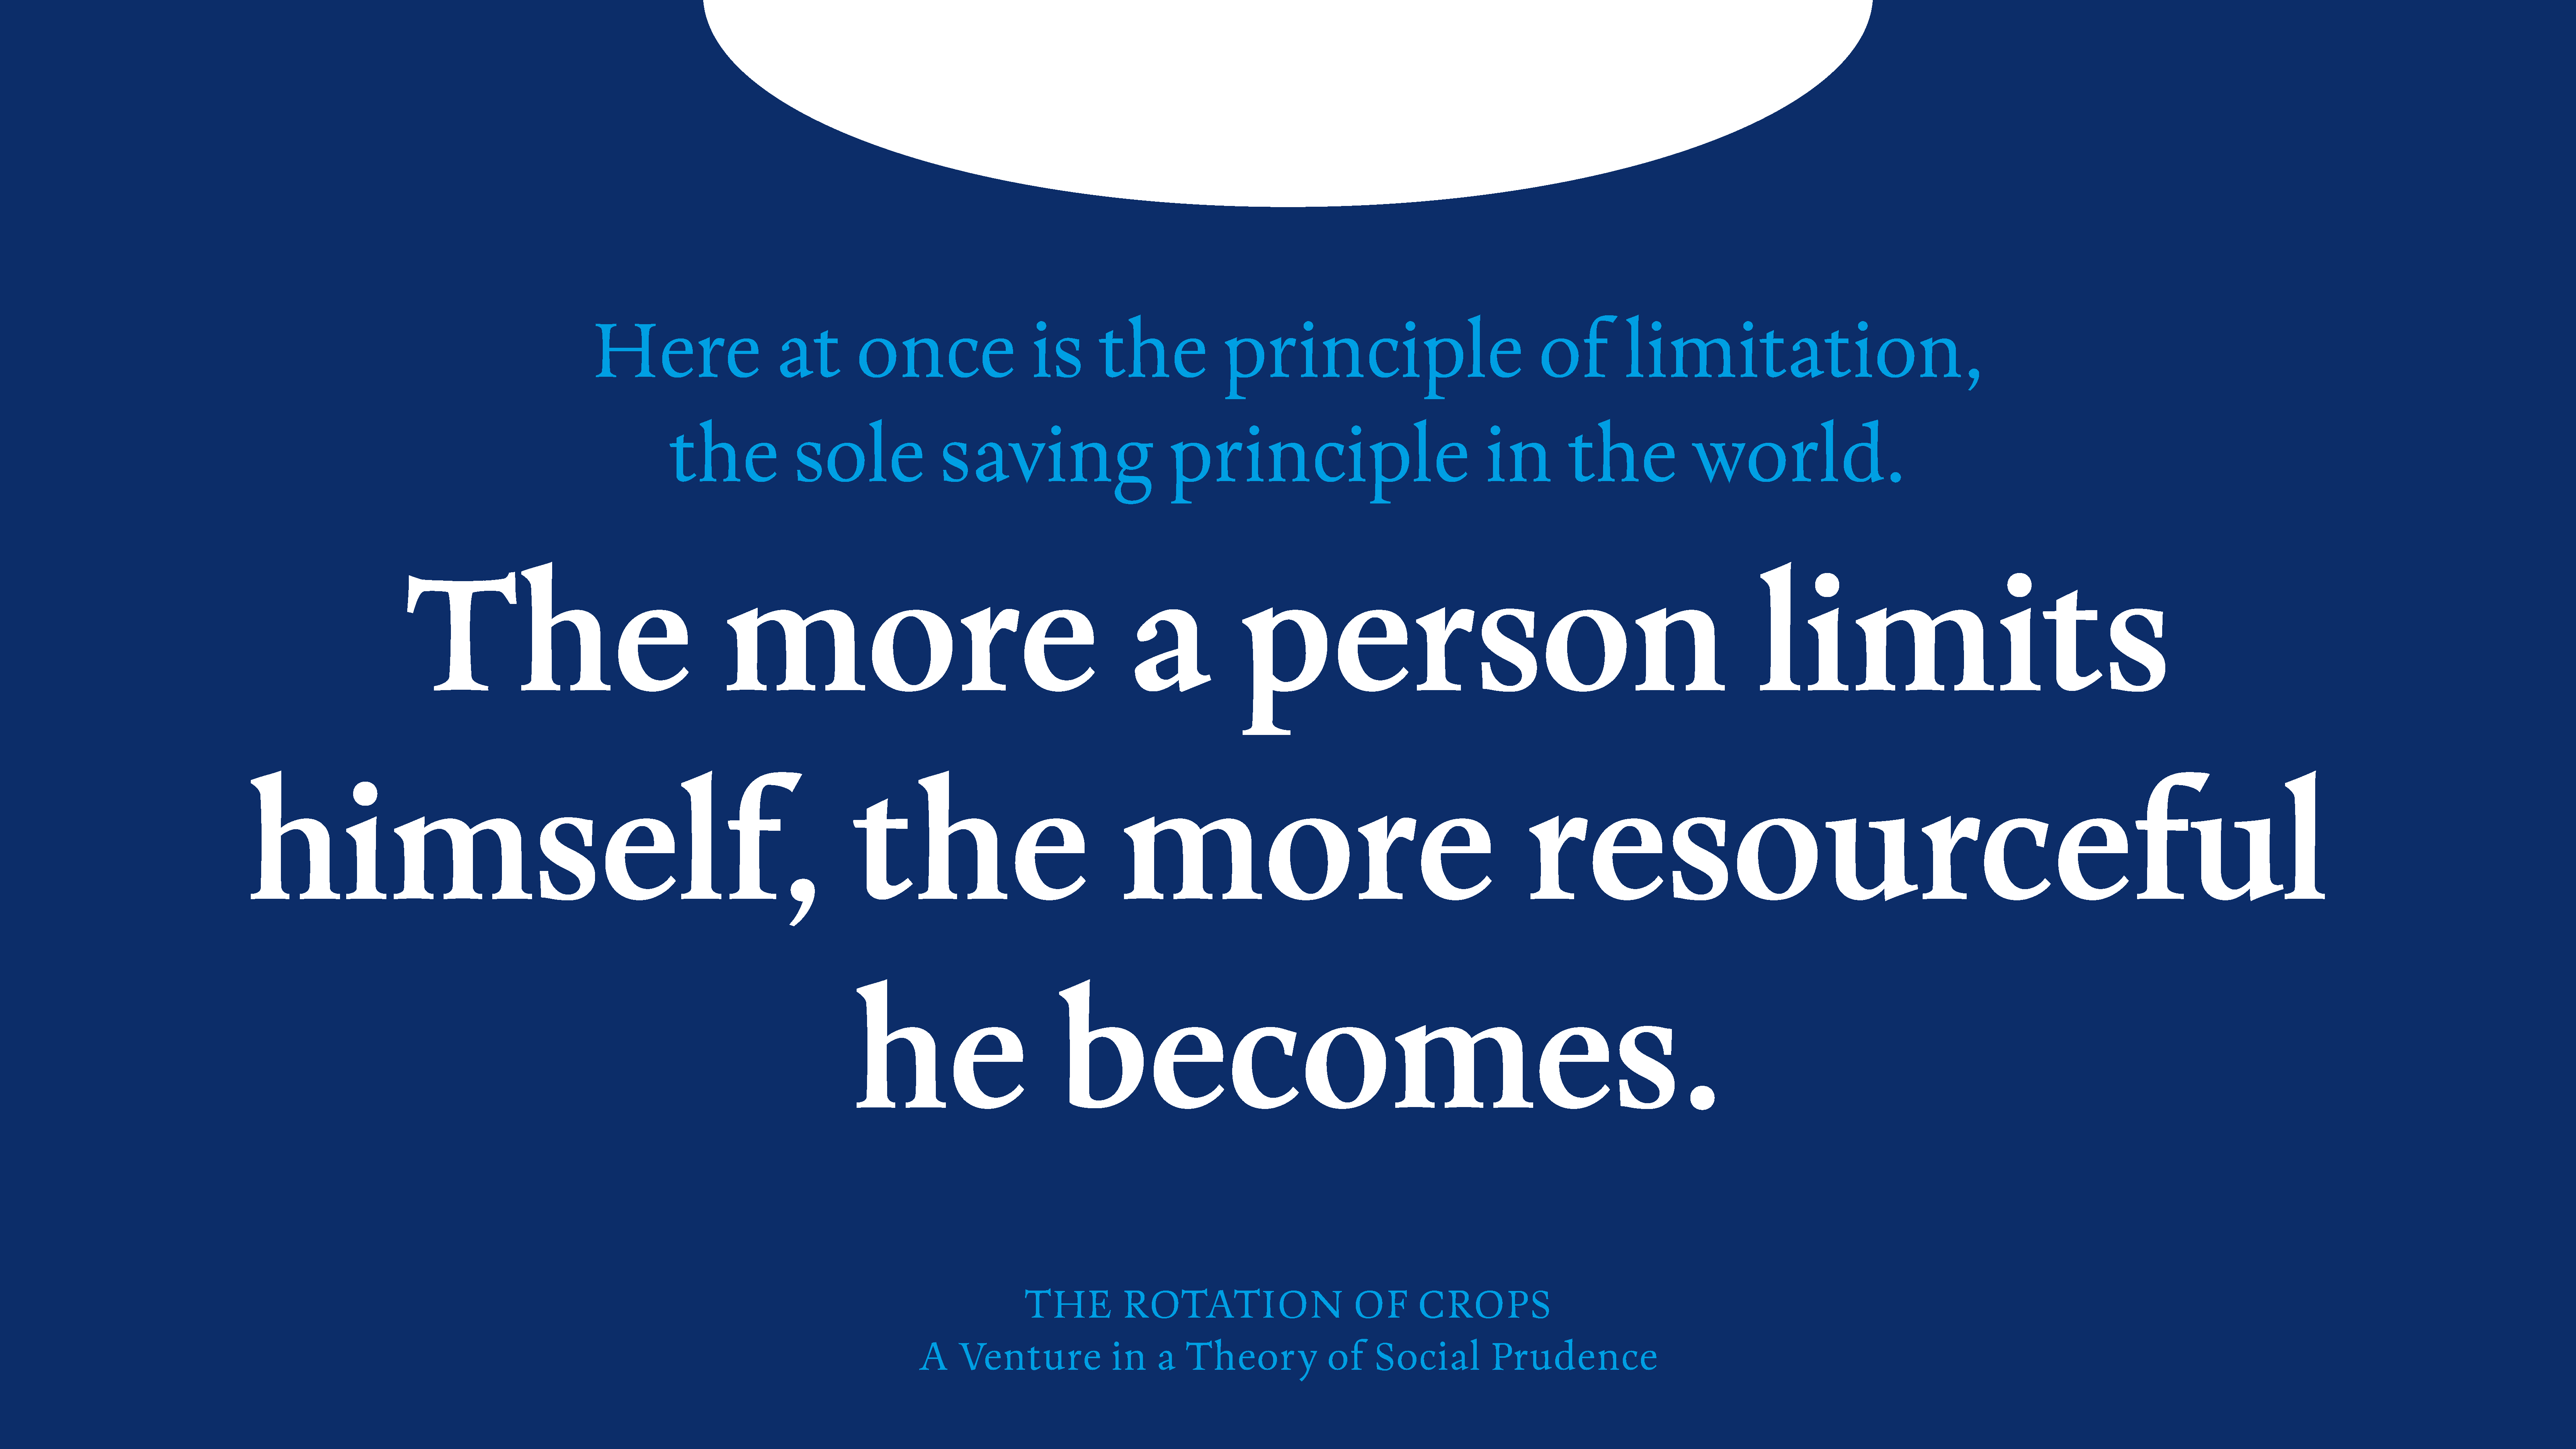 Here at once is the principle of limitation,
the sole saving principle in the world.
The more a person limits
himself, the more resourceful
he becomes.
THE ROTATION OF CROPS
A Venture in a Theory of Social Prudence